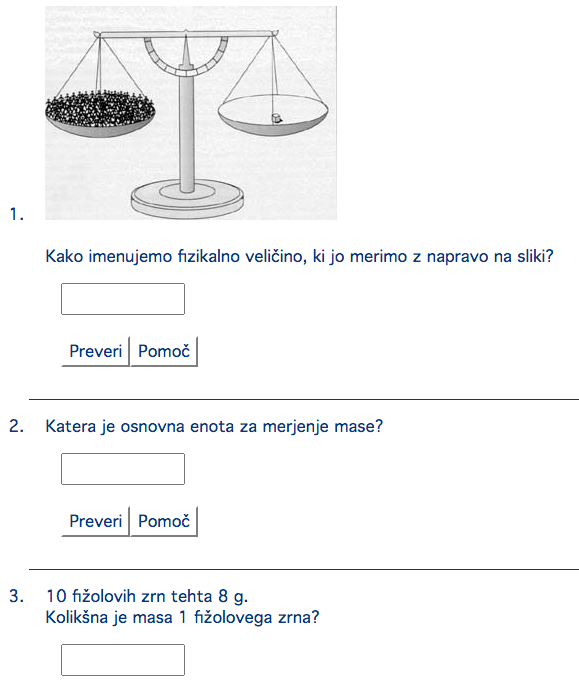 1.
Kako imenujemo fizikalno veličino, ki jo merimo z napravo na sliki?
Preveri Pomoč
2. Katera je osnovna enota za merjenje mase?
Preveri Pomoč
3. 10 fižolovih zrn tehta 8 g.
Kolikšna je masa 1 fižolovega zrna?